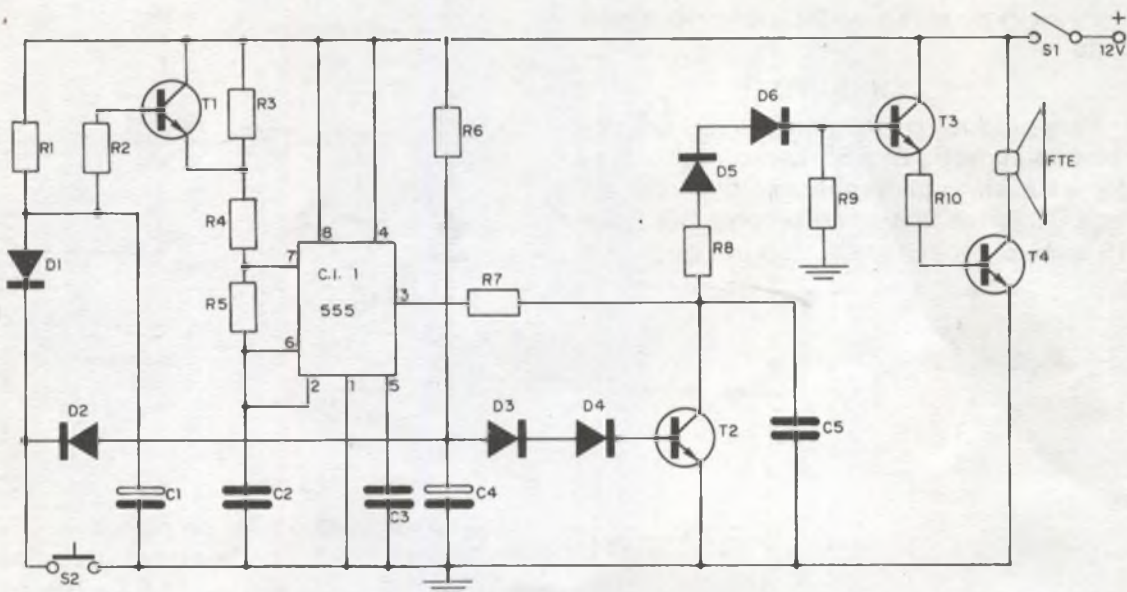 +
S1
12V
T1
R3
R1
R2
R6
D6
T3
D5
FTE
R4
8
4
R9
R10
D1
7
C.I. 1
R8
T4
R5
3
R7
555
6
2
1
5
D2
D3
D4
T2
C5
C1
C2
C3
C4
S2